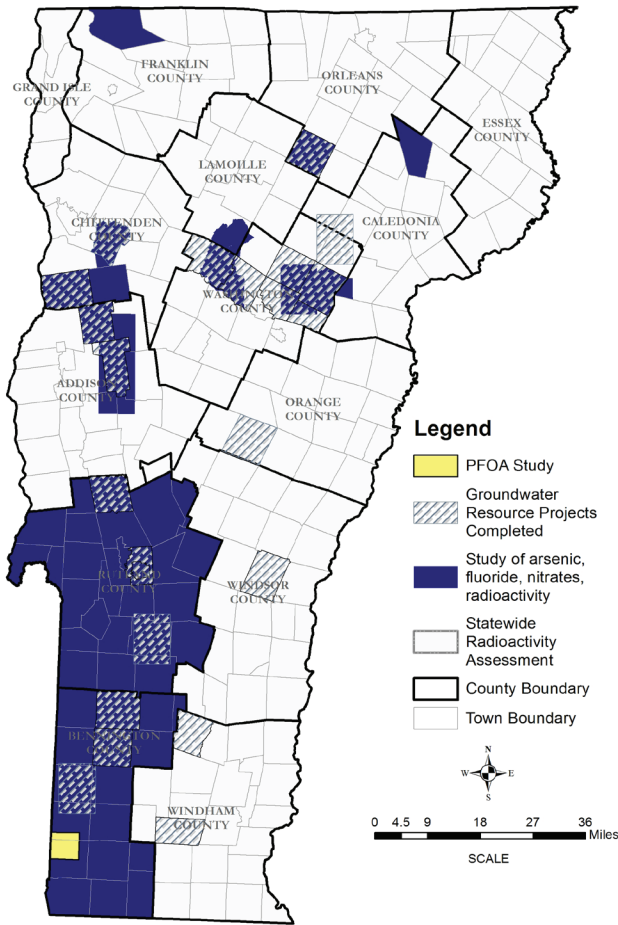 FRANKLIN
COUNTY
GRAND ISLE
COUNTY
ORLEANS
COUNTY
ESSEX
COUNTY
LAMOILLE
COUNTY
CHITTENDEN
COUNTY
CALEDONIA
COUNTY
WASHINGTON
COUNTY
ADDISON
COUNTY
ORANGE
COUNTY
RUTLAND
COUNTY
WINDSOR
COUNTY
BENNINGTON
COUNTY
WINDHAM
COUNTY
Legend
PFOA Study
Groundwater
Resource Projects
Completed
Study of arsenic,
fluoride, nitrates,
radioactivity
Statewide
Radioactivity
Assessment
County Boundary
Town Boundary
N
W E
S
0 4.5 9 18 27 36
Miles
SCALE